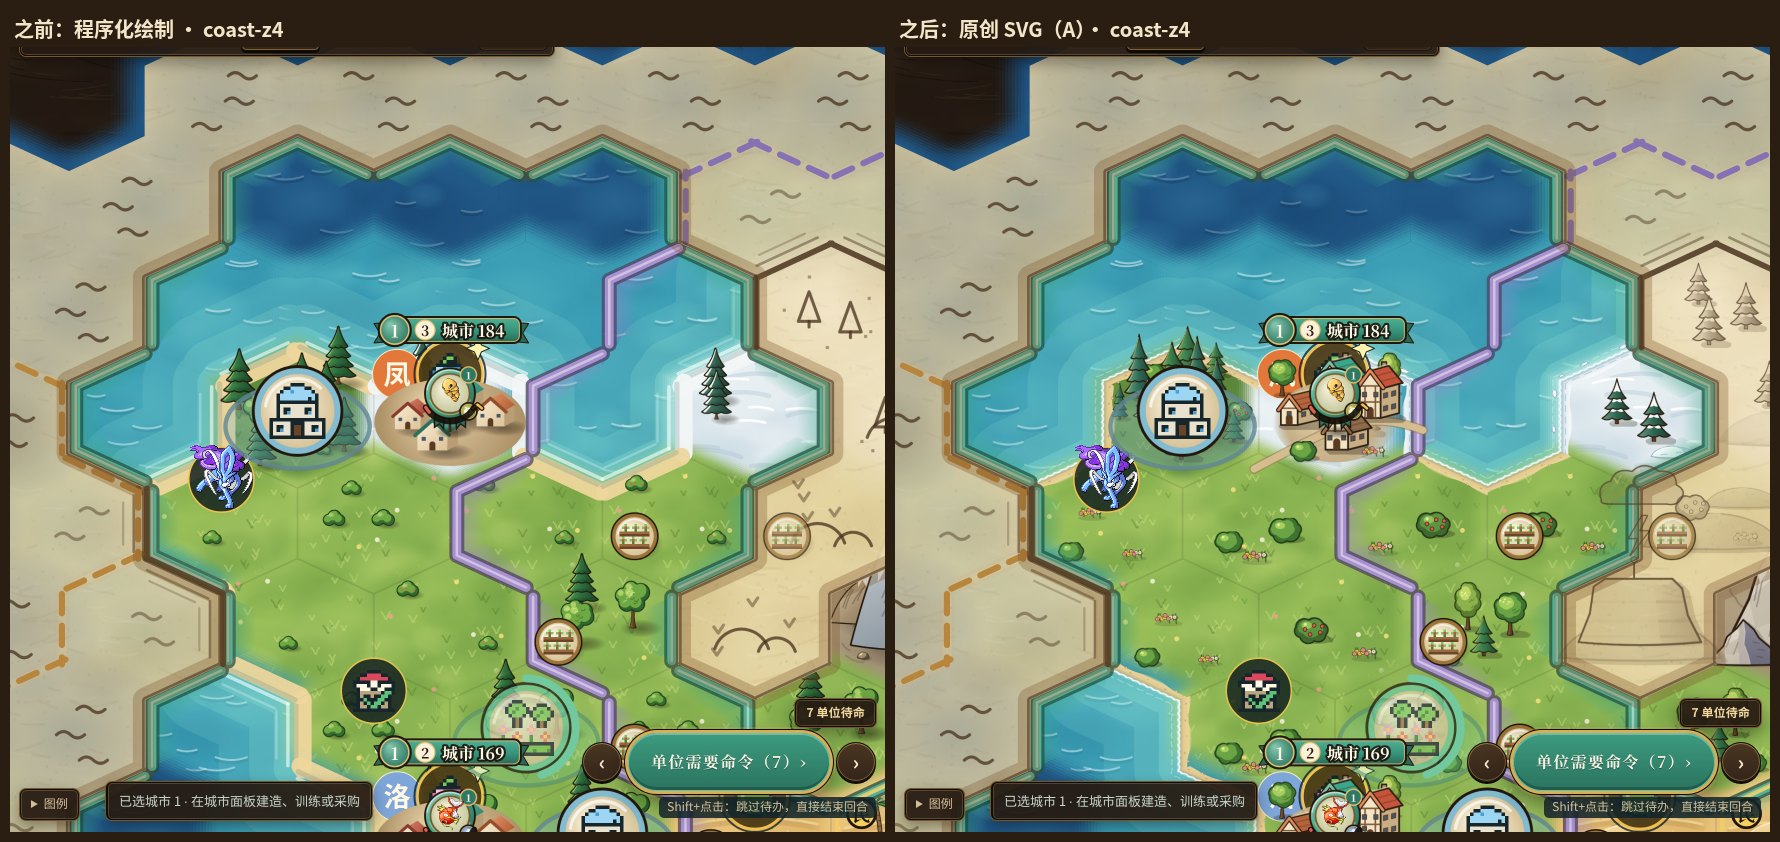 之前：程序化绘制 · coast-z4
之后：原创 SVG（A）· coast-z4
1 3 城市 184
凤
1
7 单位待命
1 2 城市 169
‹ 单位需要命令（7）› ›
洛
1
▶ 图例
已选城市 1 · 在城市面板建造、训练或采购
Shift+点击：跳过待办，直接结束回合
1 3 城市 184
1
7 单位待命
1 2 城市 169
‹ 单位需要命令（7）› ›
1
▶ 图例
已选城市 1 · 在城市面板建造、训练或采购
Shift+点击：跳过待办，直接结束回合